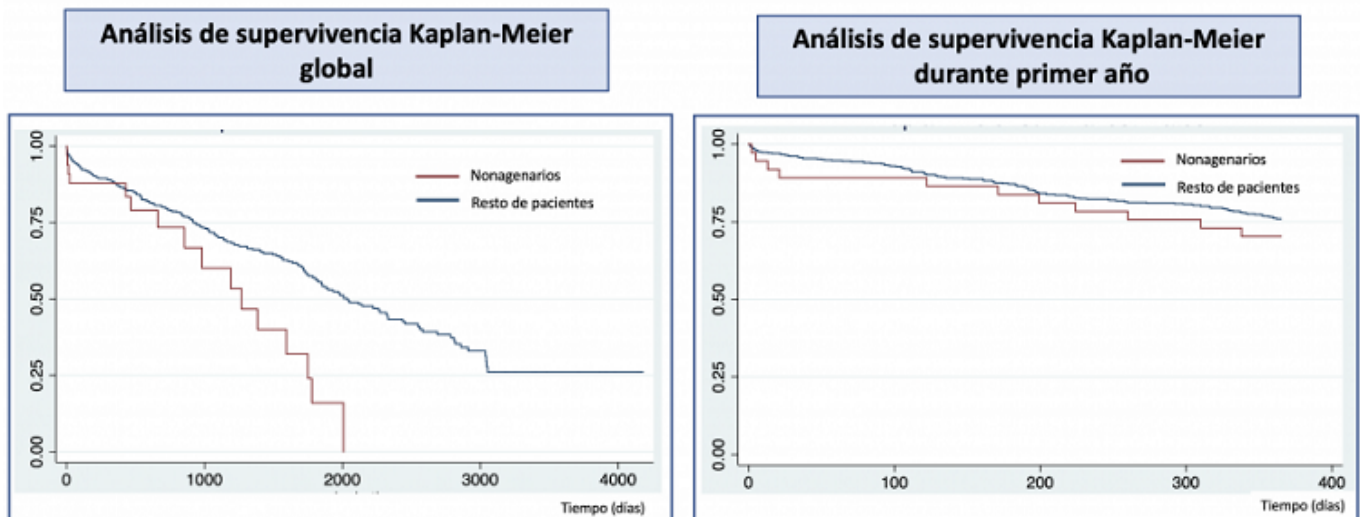 Análisis de supervivencia Kaplan-Meier
global
1.00
0.75
0.50
0.25
0.00
Nonagenarios
Resto de pacientes
0 1000 2000 3000 4000
Tiempo (días)
Análisis de supervivencia Kaplan-Meier
durante primer año
1.00
0.75
0.50
0.25
0.00
Nonagenarios
Resto de pacientes
0 100 200 300 400
Tiempo (días)